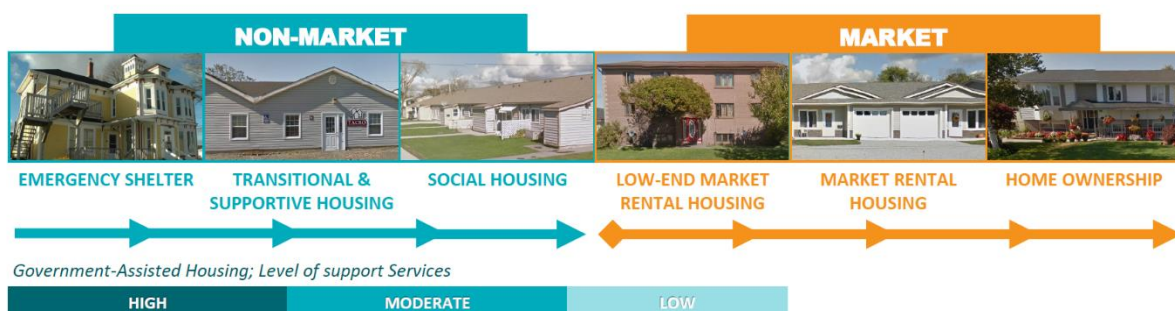 NON-MARKET
MARKET
EMERGENCY SHELTER
TRANSITIONAL &
SUPPORTIVE HOUSING
SOCIAL HOUSING
LOW-END MARKET
RENTAL HOUSING
MARKET RENTAL
HOUSING
HOME OWNERSHIP
Government-Assisted Housing; Level of support Services
HIGH
MODERATE
LOW